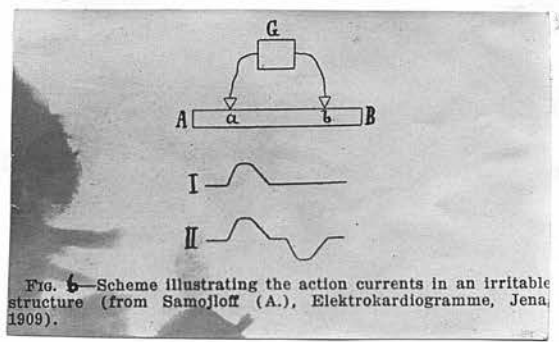 G
A a b B
I
II
FIG. 6—Scheme illustrating the action currents in an irritable
structure (from Samojloff (A.), Elektrokardiogramme, Jena,
1909).